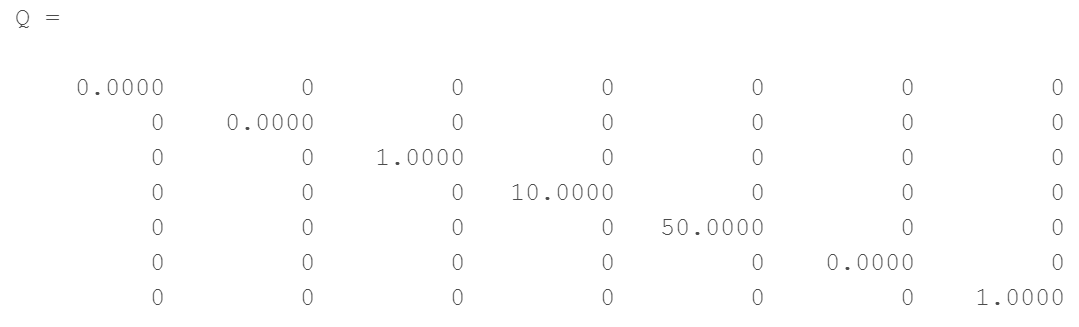 Q =
0.0000 0 0 0 0 0 0
0 0.0000 0 0 0 0 0
0 0 1.0000 0 0 0 0
0 0 0 10.0000 0 0 0
0 0 0 0 50.0000 0 0
0 0 0 0 0 0.0000 0
0 0 0 0 0 0 1.0000